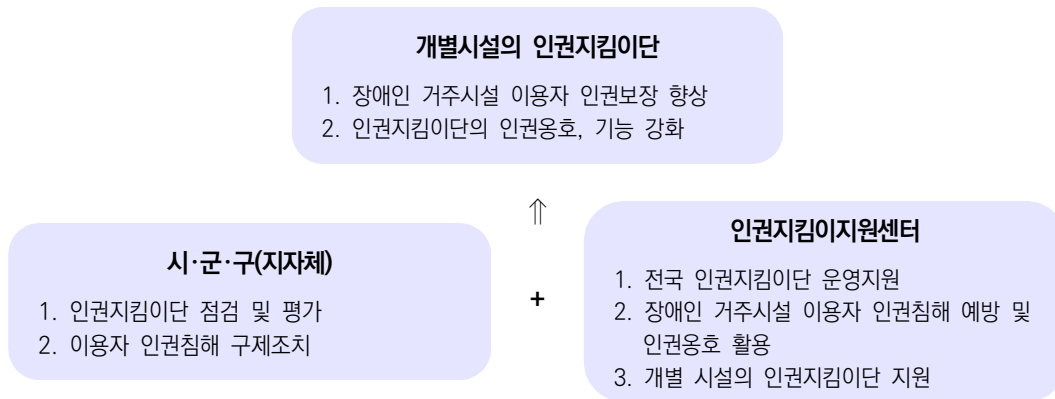 개별시설의 인권지킴이단
1. 장애인 거주시설 이용자 인권보장 향상
2. 인권지킴이단의 인권옹호, 기능 강화
⇑
시·군·구(지자체)
1. 인권지킴이단 점검 및 평가
2. 이용자 인권침해 구제조치
+
인권지킴이지원센터
1. 전국 인권지킴이단 운영지원
2. 장애인 거주시설 이용자 인권침해 예방 및
인권옹호 활용
3. 개별 시설의 인권지킴이단 지원